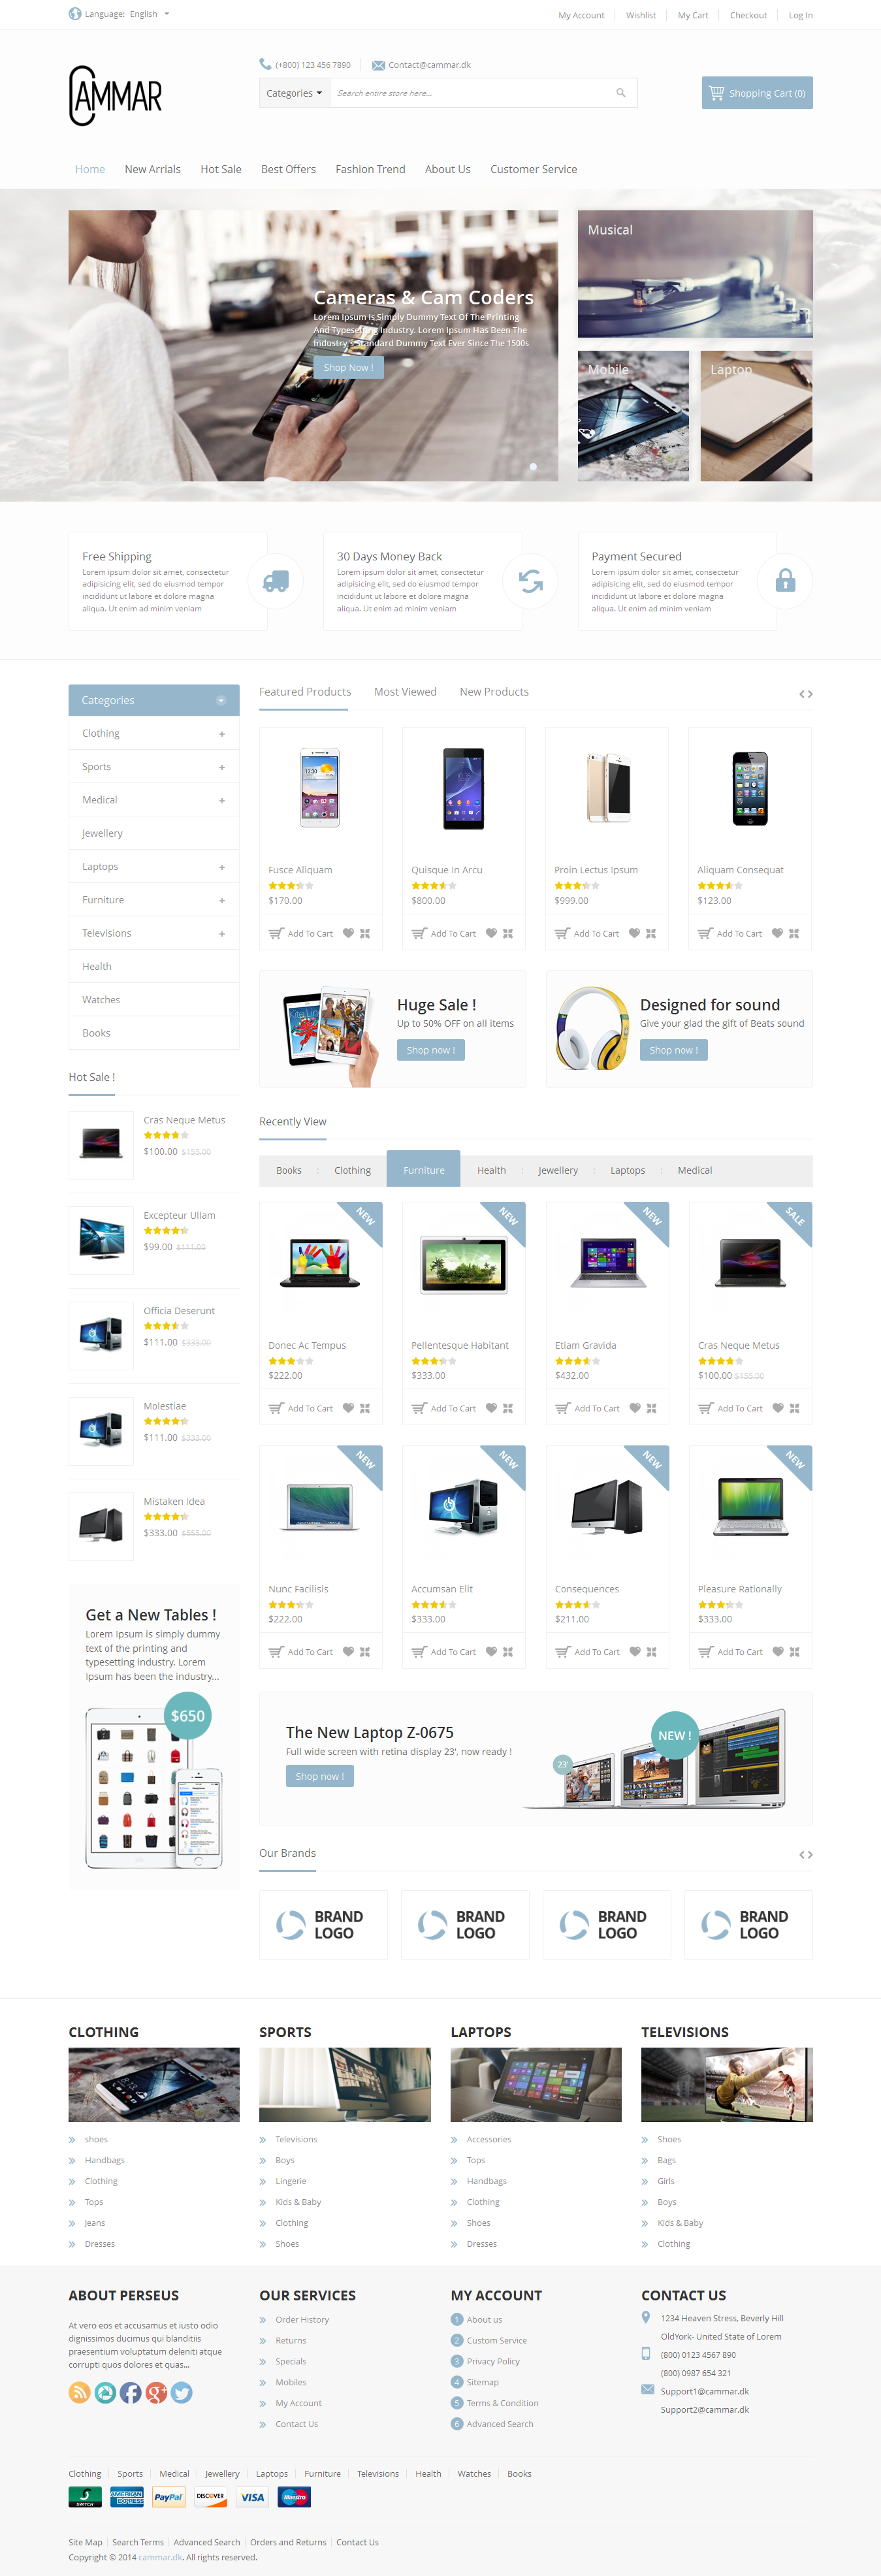 Language: English
My Account
Wishlist
My Cart
Checkout
Log In
(+800) 123 456 7890
Contact@cammar.dk
CAMMAR
Categories
Search entire store here...
Shopping Cart (0)
Home
New Arrials
Hot Sale
Best Offers
Fashion Trend
About Us
Customer Service
Cameras & Cam Coders
Lorem Ipsum Is Simply Dummy Text Of The Printing
And Typesetting Industry. Lorem Ipsum Has Been The
Industry's Standard Dummy Text Ever Since The 1500s
Shop Now !
Musical
Mobile
Laptop
Free Shipping
Lorem ipsum dolor sit amet, consectetur
adipisicing elit, sed do eiusmod tempor
incididunt ut labore et dolore magna
aliqua. Ut enim ad minim veniam
30 Days Money Back
Lorem ipsum dolor sit amet, consectetur
adipisicing elit, sed do eiusmod tempor
incididunt ut labore et dolore magna
aliqua. Ut enim ad minim veniam
Payment Secured
Lorem ipsum dolor sit amet, consectetur
adipisicing elit, sed do eiusmod tempor
incididunt ut labore et dolore magna
aliqua. Ut enim ad minim veniam
Categories
Clothing +
Sports +
Medical +
Jewellery
Laptops +
Furniture +
Televisions +
Health
Watches
Books
Hot Sale !
Cras Neque Metus
$100.00 $155.00
Excepteur Ullam
$99.00 $111.00
Officia Deserunt
$111.00 $333.00
Molestiae
$111.00 $333.00
Mistaken Idea
$333.00 $555.00
Get a New Tables !
Lorem Ipsum is simply dummy
text of the printing and
typesetting industry. Lorem
Ipsum has been the industry...
$650
Featured Products
Most Viewed
New Products
Fusce Aliquam
$170.00
Add To Cart
Quisque In Arcu
$800.00
Add To Cart
Proin Lectus Ipsum
$999.00
Add To Cart
Aliquam Consequat
$123.00
Add To Cart
Huge Sale !
Up to 50% OFF on all items
Shop now !
Designed for sound
Give your glad the gift of Beats sound
Shop now !
Recently View
Books : Clothing
Furniture
Health : Jewellery : Laptops : Medical
NEW
Donec Ac Tempus
$222.00
Add To Cart
NEW
Pellentesque Habitant
$333.00
Add To Cart
NEW
Etiam Gravida
$432.00
Add To Cart
SALE
Cras Neque Metus
$100.00 $155.00
Add To Cart
NEW
Nunc Facilisis
$222.00
Add To Cart
NEW
Accumsan Elit
$333.00
Add To Cart
NEW
Consequences
$211.00
Add To Cart
NEW
Pleasure Rationally
$333.00
Add To Cart
The New Laptop Z-0675
Full wide screen with retina display 23', now ready !
Shop now !
23'
NEW !
Our Brands
BRAND
LOGO
BRAND
LOGO
BRAND
LOGO
BRAND
LOGO
CLOTHING
shoes
Handbags
Clothing
Tops
Jeans
Dresses
SPORTS
Televisions
Boys
Lingerie
Kids & Baby
Clothing
Shoes
LAPTOPS
Accessories
Tops
Handbags
Clothing
Shoes
Dresses
TELEVISIONS
Shoes
Bags
Girls
Boys
Kids & Baby
Clothing
ABOUT PERSEUS
At vero eos et accusamus et iusto odio
dignissimos ducimus qui blanditiis
praesentium voluptatum deleniti atque
corrupti quos dolores et quas...
OUR SERVICES
Order History
Returns
Specials
Mobiles
My Account
Contact Us
MY ACCOUNT
1 About us
2 Custom Service
3 Privacy Policy
4 Sitemap
5 Terms & Condition
6 Advanced Search
CONTACT US
1234 Heaven Stress, Beverly Hill
OldYork- United State of Lorem
(800) 0123 4567 890
(800) 0987 654 321
Support1@cammar.dk
Support2@cammar.dk
Clothing
Sports
Medical
Jewellery
Laptops
Furniture
Televisions
Health
Watches
Books
S SWITCH
AMERICAN EXPRESS
PayPal
DISCOVER
VISA
Maestro
Site Map
Search Terms
Advanced Search
Orders and Returns
Contact Us
Copyright © 2014 cammar.dk. All rights reserved.